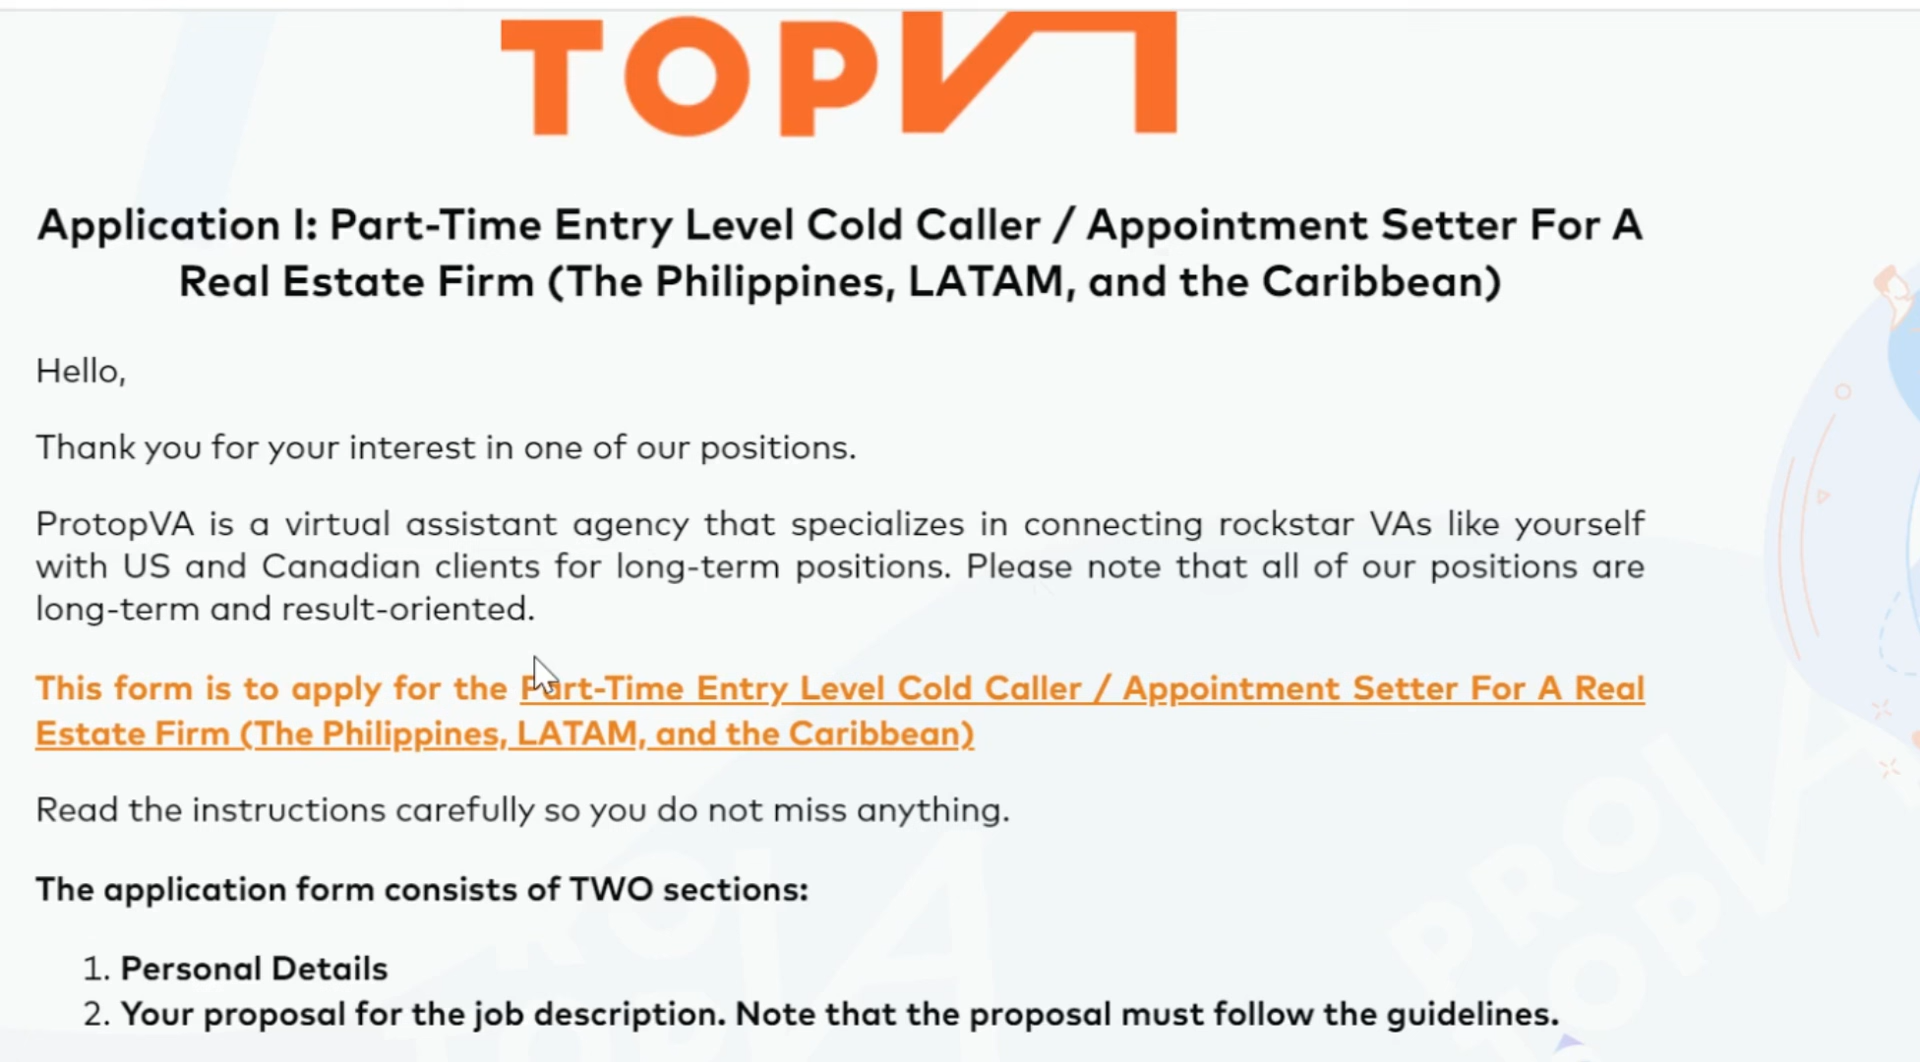 TOPVA
Application I: Part-Time Entry Level Cold Caller / Appointment Setter For A
Real Estate Firm (The Philippines, LATAM, and the Caribbean)
Hello,
Thank you for your interest in one of our positions.
ProtopVA is a virtual assistant agency that specializes in connecting rockstar VAs like yourself
with US and Canadian clients for long-term positions. Please note that all of our positions are
long-term and result-oriented.
This form is to apply for the Part-Time Entry Level Cold Caller / Appointment Setter For A Real
Estate Firm (The Philippines, LATAM, and the Caribbean)
Read the instructions carefully so you do not miss anything.
The application form consists of TWO sections:
1. Personal Details
2. Your proposal for the job description. Note that the proposal must follow the guidelines.
PRO
TOPVA
PRO
TOPVA